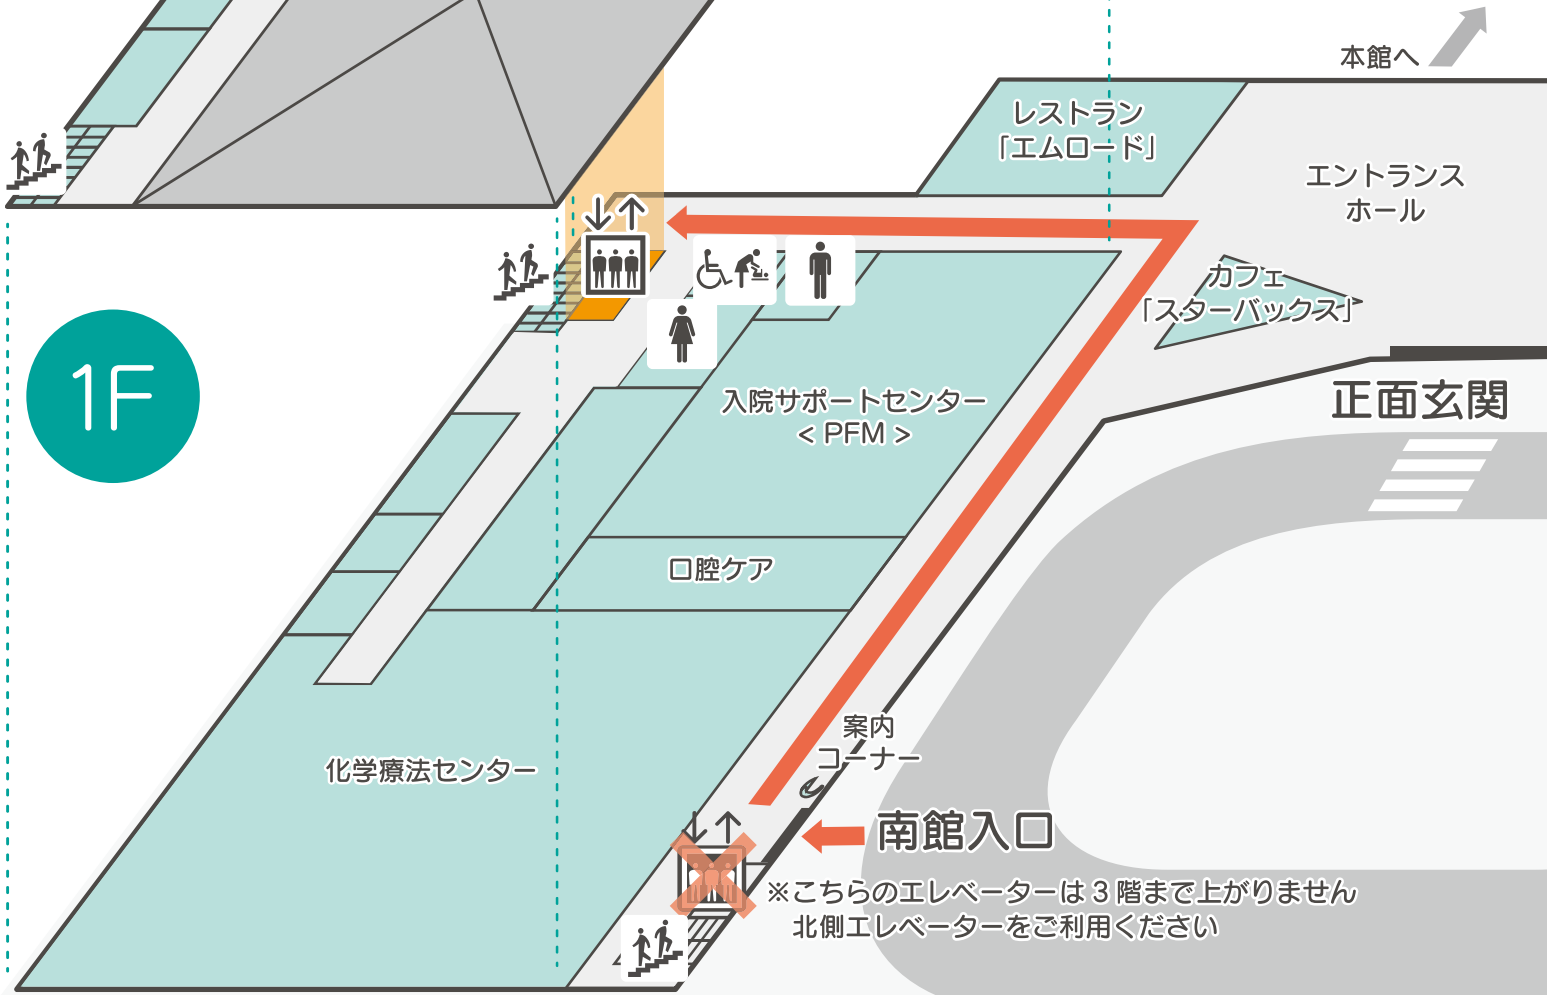 本館へ
レストラン
「エムロード」
エントランス
ホール
カフェ
「スターバックス」
1F
正面玄関
入院サポートセンター
< PFM >
口腔ケア
案内
コーナー
化学療法センター
南館入口
※こちらのエレベーターは 3 階まで上がりません
北側エレベーターをご利用ください